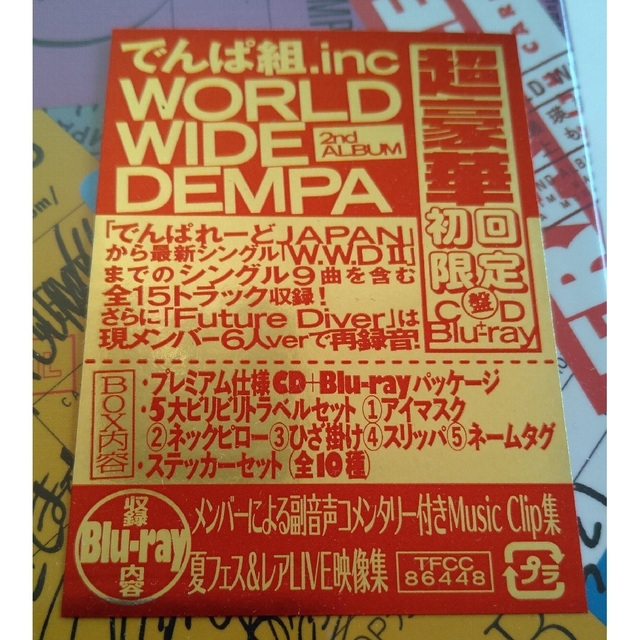 でんぱ組.inc
WORLD
WIDE
2nd ALBUM
DEMPA
超豪華
初回
限定
盤
CD
+
Blu-ray
「でんぱれーどJAPAN」
から最新シングル「W.W.D Ⅱ」
までのシングル9曲を含む
全15トラック収録!
さらに「Future Diver」は
現メンバー6人verで再録音!
BOX内容
・プレミアム仕様CD+Blu-rayパッケージ
・5大ビリビリトラベルセット ①アイマスク
②ネックピロー③ひざ掛け④スリッパ⑤ネームタグ
・ステッカーセット(全10種)
収録
Blu-ray
内容
メンバーによる副音声コメンタリー付きMusic Clip集
夏フェス&レアLIVE映像集
TFCC
86448
プラ